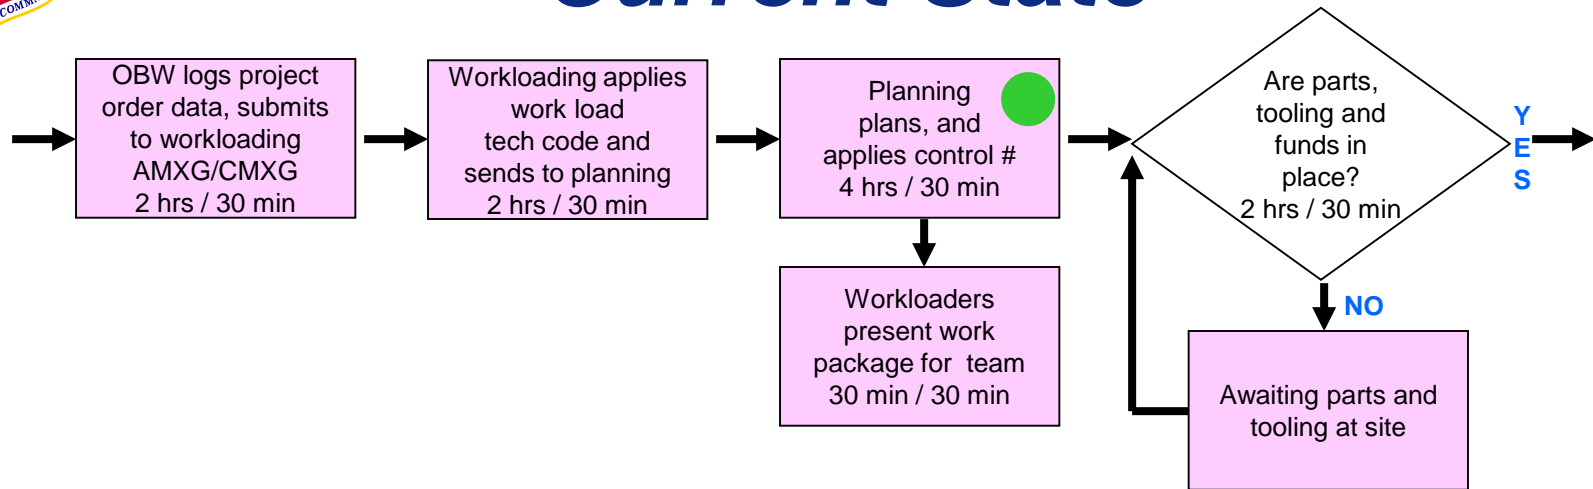 COMM
Current State
OBW logs project
order data, submits
to workloading
AMXG/CMXG
2 hrs / 30 min
Workloading applies
work load
tech code and
sends to planning
2 hrs / 30 min
Planning
plans, and
applies control #
4 hrs / 30 min
Are parts,
tooling and
funds in
place?
2 hrs / 30 min
Y
E
S
Workloaders
present work
package for team
30 min / 30 min
NO
Awaiting parts and
tooling at site